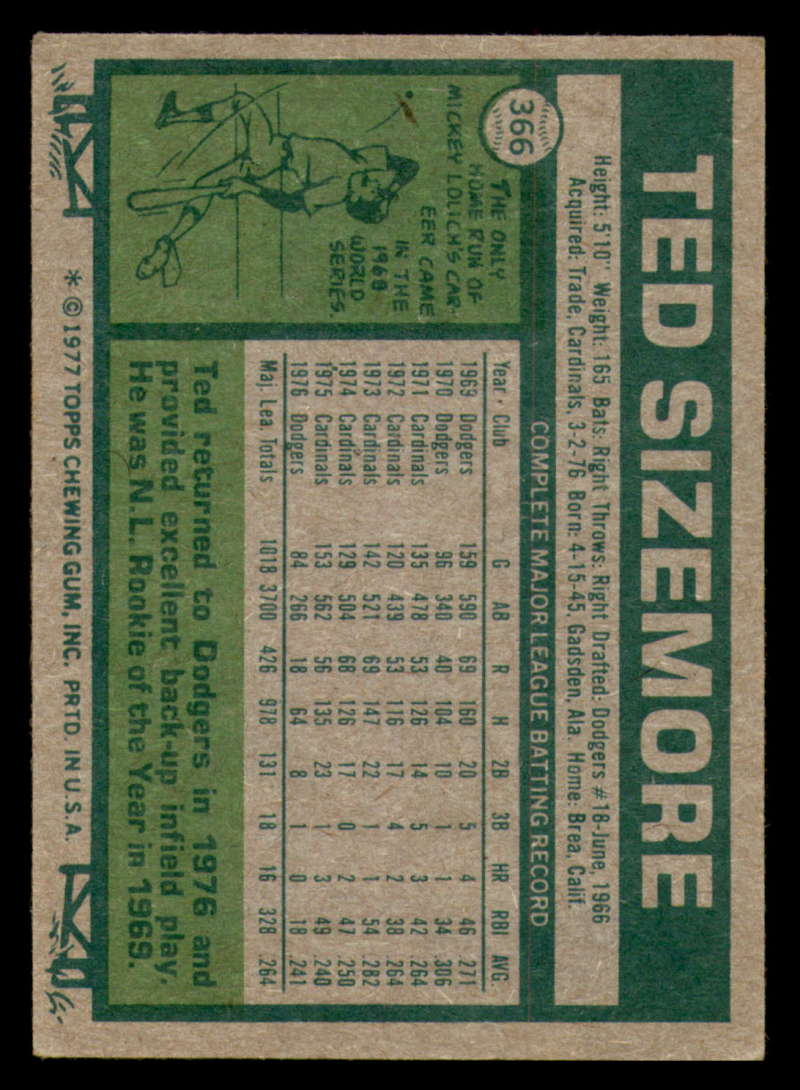 366
TED SIZEMORE
Height: 5'10" Weight: 165 Bats: Right Throws: Right Drafted: Dodgers #18-June, 1966
Acquired: Trade, Cardinals, 3-2-76 Born: 4-15-45, Gadsden, Ala. Home: Brea, Calif.
THE ONLY
HOME RUN OF
MICKEY LOLICH'S CAR-
EER CAME
IN THE
1968
WORLD
SERIES.
COMPLETE MAJOR LEAGUE BATTING RECORD
Year • Club G AB R H 2B 3B HR RBI AVG.
1969 Dodgers 159 590 69 160 20 5 4 46 .271
1970 Dodgers 96 340 40 104 10 1 1 34 .306
1971 Cardinals 135 478 53 126 14 5 3 42 .264
1972 Cardinals 120 439 53 116 17 4 2 38 .264
1973 Cardinals 142 521 69 147 22 1 1 54 .282
1974 Cardinals 129 504 68 126 17 0 2 47 .250
1975 Cardinals 153 562 56 135 23 1 3 49 .240
1976 Dodgers 84 266 18 64 8 1 0 18 .241
Maj. Lea. Totals 1018 3700 426 978 131 18 16 328 .264
Ted returned to Dodgers in 1976 and
provided excellent back-up infield play.
He was N.L. Rookie of the Year in 1969.
* © 1977 TOPPS CHEWING GUM, INC. PRTD. IN U.S.A.